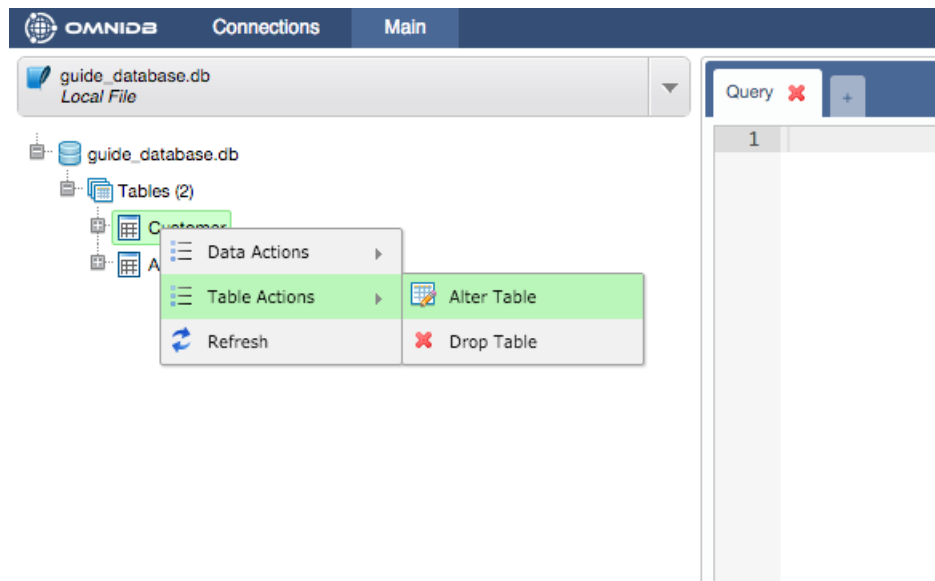 OMNIDB Connections Main
guide_database.db
Local File
Query
+
1
guide_database.db
Tables (2)
Customer
A
Data Actions
Table Actions
Alter Table
Refresh
Drop Table